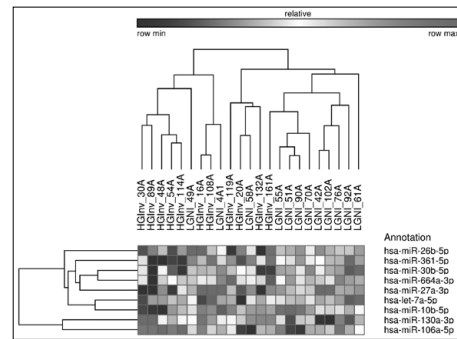 relative
row min row max
HGInv_30A
HGInv_89A
HGInv_48A
HGInv_54A
HGInv_114A
LGNI_49A
HGInv_16A
HGInv_108A
LGNI_4A1
HGInv_119A
HGInv_20A
LGNI_58A
HGInv_132A
HGInv_161A
LGNI_55A
LGNI_51A
LGNI_90A
LGNI_70A
LGNI_42A
LGNI_102A
LGNI_76A
LGNI_92A
LGNI_61A
Annotation
hsa-miR-26b-5p
hsa-miR-361-5p
hsa-miR-30b-5p
hsa-miR-664a-3p
hsa-miR-27a-3p
hsa-let-7a-5p
hsa-miR-10b-5p
hsa-miR-130a-3p
hsa-miR-106a-5p